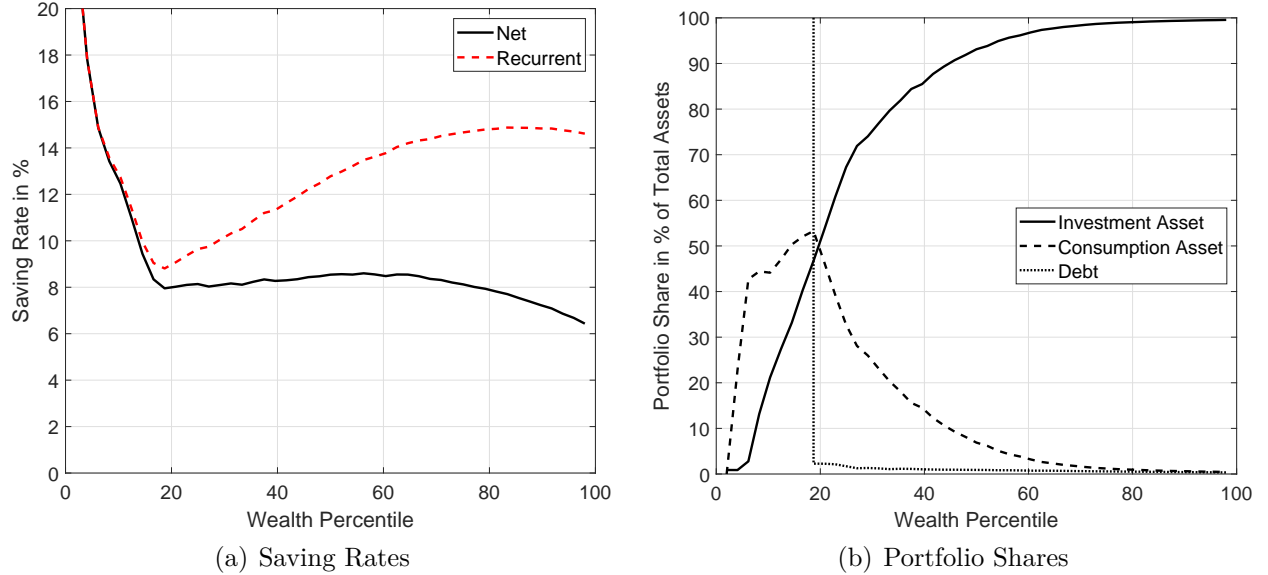 20
18
16
14
12
10
8
6
4
2
0
Saving Rate in %
Net
Recurrent
0 20 40 60 80 100
Wealth Percentile
(a) Saving Rates
100
90
80
70
60
50
40
30
20
10
0
Portfolio Share in % of Total Assets
Investment Asset
Consumption Asset
Debt
0 20 40 60 80 100
Wealth Percentile
(b) Portfolio Shares